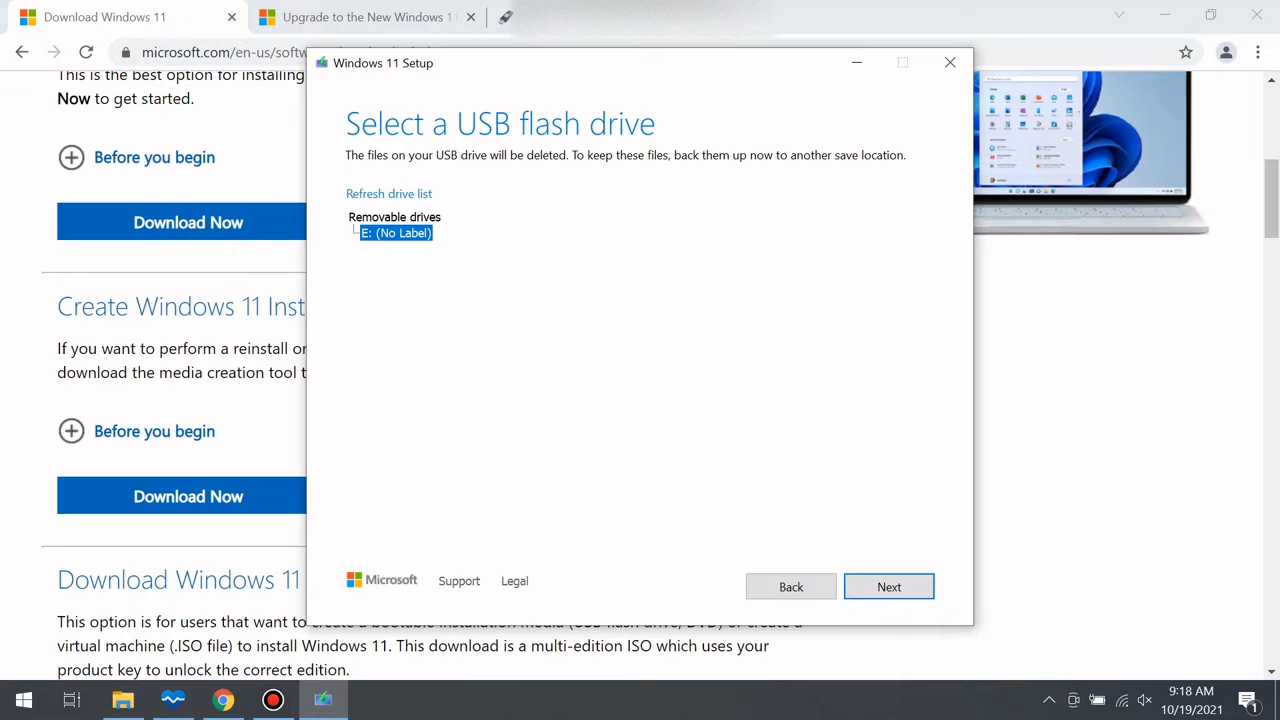 Download Windows 11
Upgrade to the New Windows 11
microsoft.com/en-us/softw
This is the best option for installing
Now to get started.
Before you begin
Download Now
Create Windows 11 Inst
If you want to perform a reinstall or
download the media creation tool t
Before you begin
Download Now
Download Windows 11
This option is for users that want to create a bootable installation media (USB flash drive, DVD) or create a
virtual machine (.ISO file) to install Windows 11. This download is a multi-edition ISO which uses your
product key to unlock the correct edition.
Windows 11 Setup
Select a USB flash drive
The files on your USB drive will be deleted. To keep these files, back them up now to another save location.
Refresh drive list
Removable drives
E: (No Label)
Microsoft Support Legal
Back Next
9:18 AM
10/19/2021
1